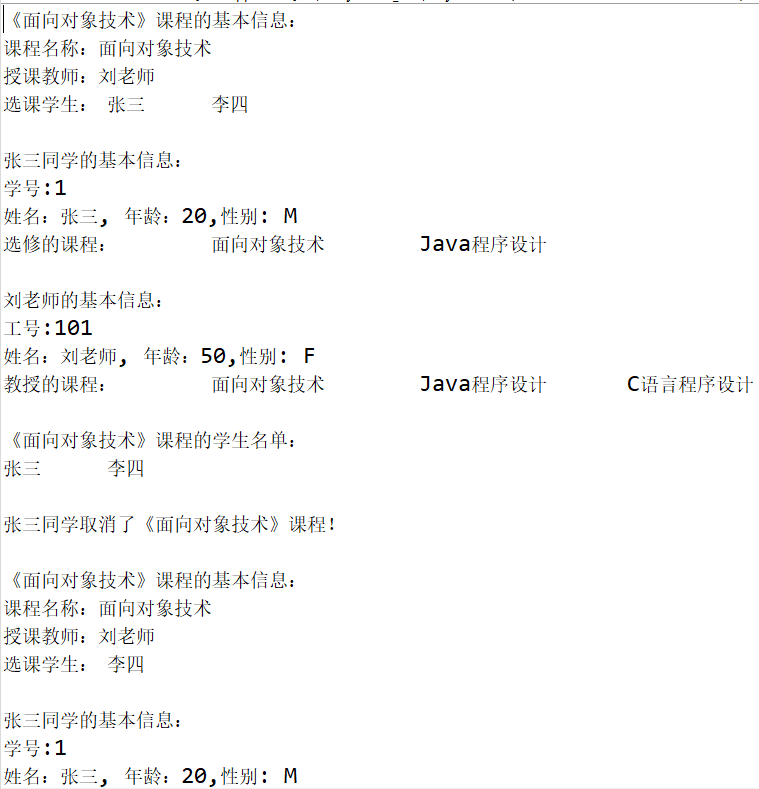 《面向对象技术》课程的基本信息：
课程名称：面向对象技术
授课教师：刘老师
选课学生： 张三 李四
张三同学的基本信息：
学号:1
姓名：张三, 年龄：20,性别: M
选修的课程： 面向对象技术 Java程序设计
刘老师的基本信息：
工号:101
姓名：刘老师, 年龄：50,性别: F
教授的课程： 面向对象技术 Java程序设计 C语言程序设计
《面向对象技术》课程的学生名单：
张三 李四
张三同学取消了《面向对象技术》课程！
《面向对象技术》课程的基本信息：
课程名称：面向对象技术
授课教师：刘老师
选课学生： 李四
张三同学的基本信息：
学号:1
姓名：张三, 年龄：20,性别: M